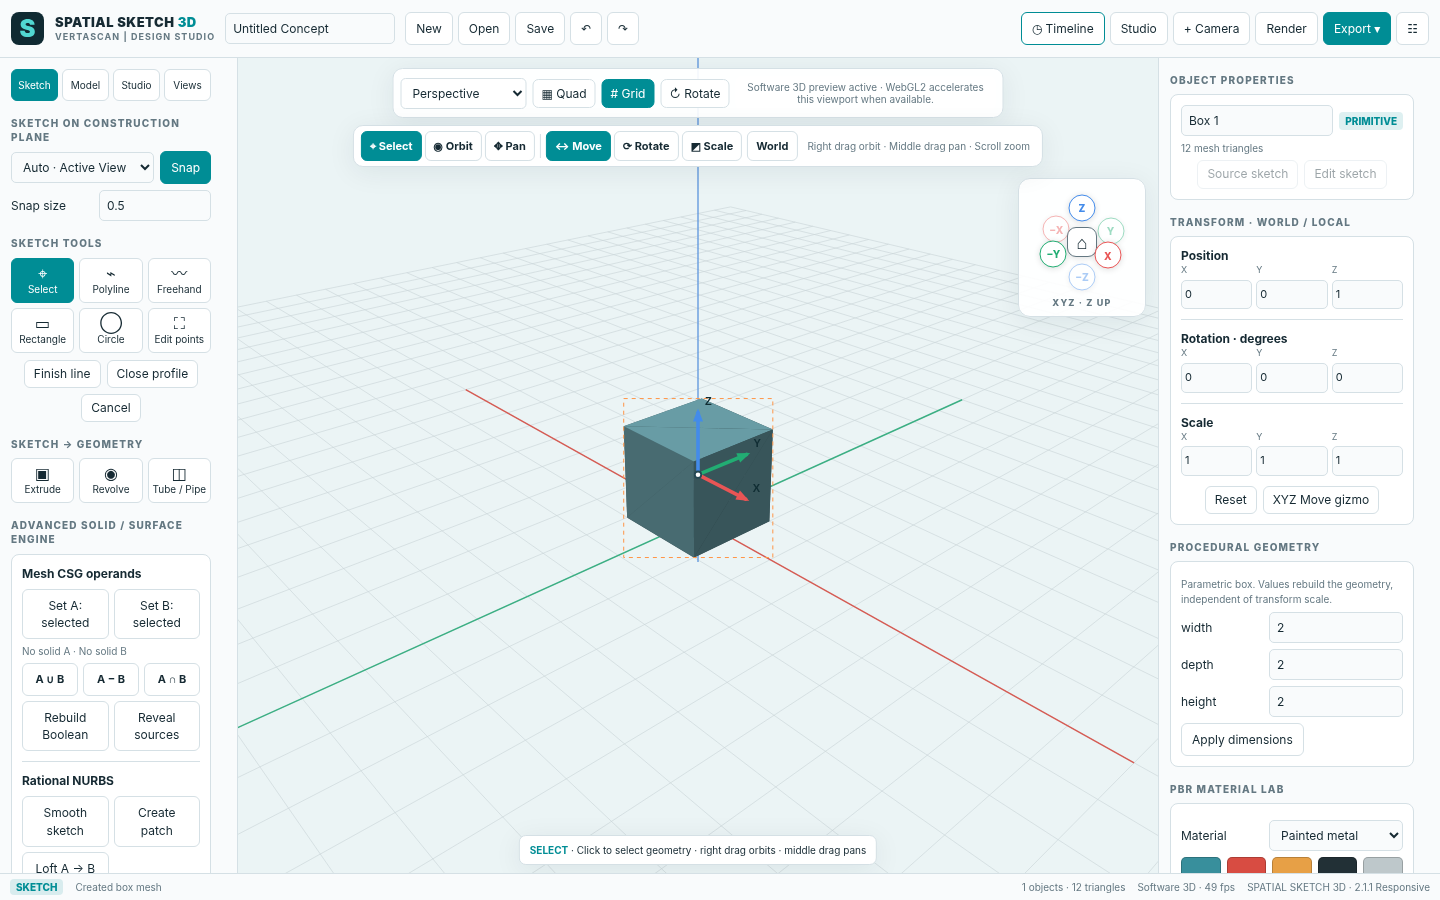 S SPATIAL SKETCH 3D
VERTASCAN | DESIGN STUDIO
Untitled Concept
New Open Save ↶ ↷
◷ Timeline Studio + Camera Render Export ▾ ☷
Sketch Model Studio Views
SKETCH ON CONSTRUCTION
PLANE
Auto · Active View Snap
Snap size 0.5
SKETCH TOOLS
Select Polyline Freehand
Rectangle Circle Edit points
Finish line Close profile
Cancel
SKETCH → GEOMETRY
Extrude Revolve Tube / Pipe
ADVANCED SOLID / SURFACE
ENGINE
Mesh CSG operands
Set A:
selected
Set B:
selected
No solid A · No solid B
A ∪ B A − B A ∩ B
Rebuild
Boolean
Reveal
sources
Rational NURBS
Smooth
sketch
Create
patch
Loft A → B
Perspective ▦ Quad # Grid ↻ Rotate
Software 3D preview active · WebGL2 accelerates
this viewport when available.
⌖ Select ◉ Orbit ✥ Pan ↔ Move ⟳ Rotate ◩ Scale World Right drag orbit · Middle drag pan · Scroll zoom
Z
−X Y
⌂
−Y X
−Z
XYZ · Z UP
Z
Y
X
SELECT · Click to select geometry · right drag orbits · middle drag pans
OBJECT PROPERTIES
Box 1 PRIMITIVE
12 mesh triangles
Source sketch Edit sketch
TRANSFORM · WORLD / LOCAL
Position
X Y Z
0 0 1
Rotation · degrees
X Y Z
0 0 0
Scale
X Y Z
1 1 1
Reset XYZ Move gizmo
PROCEDURAL GEOMETRY
Parametric box. Values rebuild the geometry,
independent of transform scale.
width 2
depth 2
height 2
Apply dimensions
PBR MATERIAL LAB
Material Painted metal
SKETCH Created box mesh
1 objects · 12 triangles Software 3D · 49 fps SPATIAL SKETCH 3D · 2.1.1 Responsive